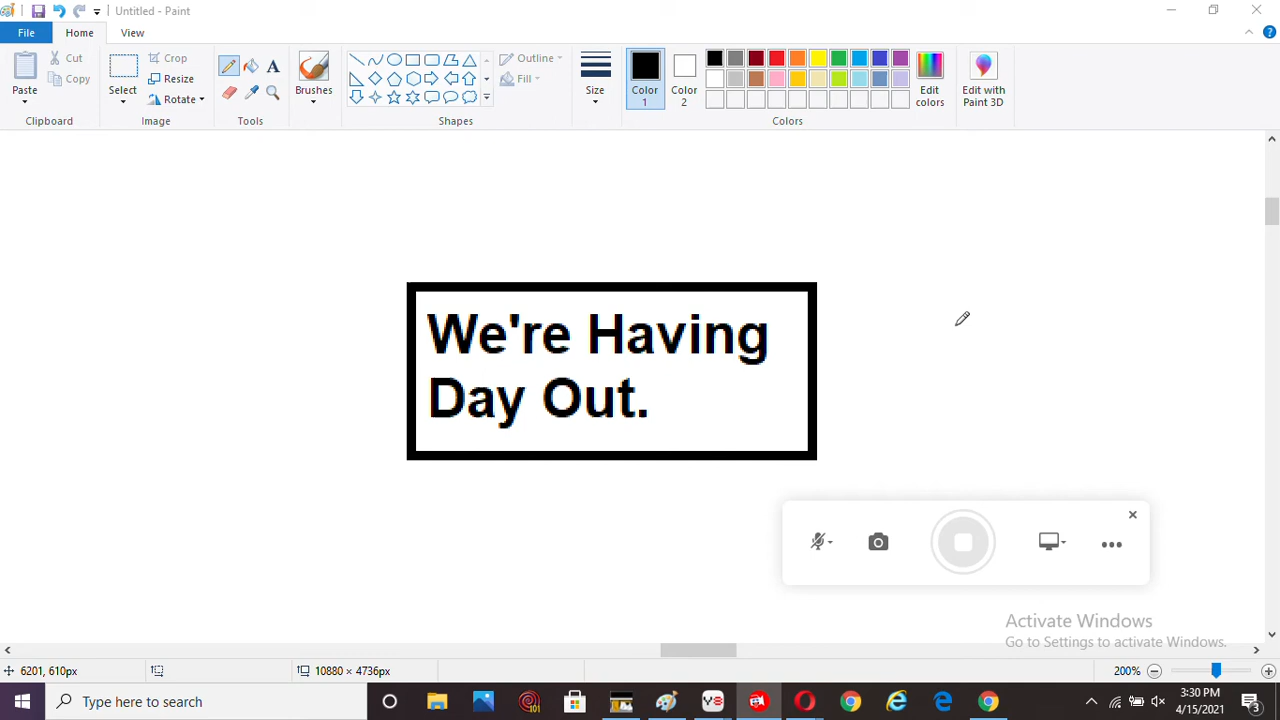 Untitled - Paint
File
Home
View
Paste
Cut
Copy
Clipboard
Select
Crop
Resize
Rotate
Image
Tools
Brushes
Shapes
Outline
Fill
Size
Color 1
Color 2
Edit colors
Colors
Edit with Paint 3D
We're Having
Day Out.
Activate Windows
Go to Settings to activate Windows.
6201, 610px
10880 × 4736px
200%
Type here to search
101
3:30 PM
4/15/2021
3